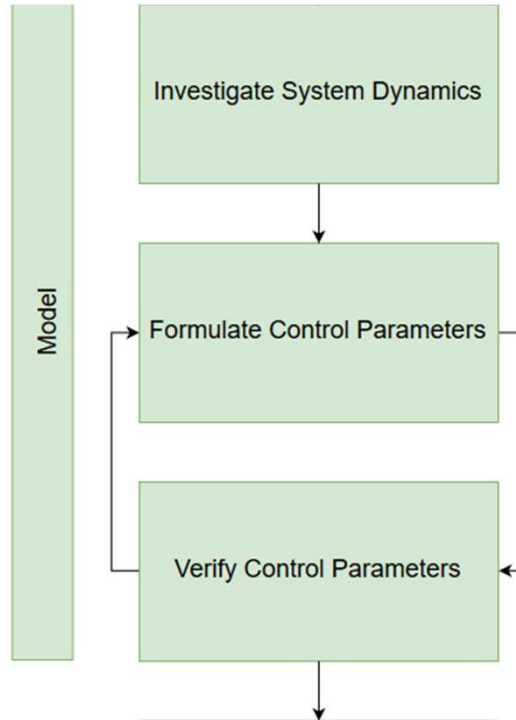 Investigate System Dynamics
Model
Formulate Control Parameters
Verify Control Parameters